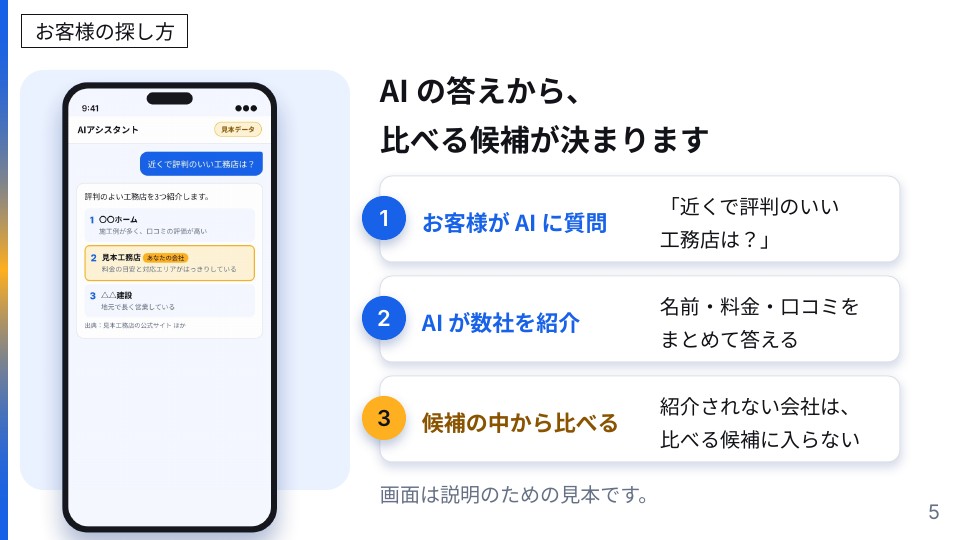 お客様の探し方
9:41
AIアシスタント
見本データ
近くで評判のいい工務店は？
評判のよい工務店を3つ紹介します。
1 〇〇ホーム
施工例が多く、口コミの評価が高い
2 見本工務店 あなたの会社
料金の目安と対応エリアがはっきりしている
3 △△建設
地元で長く営業している
出典：見本工務店の公式サイト ほか
AI の答えから、
比べる候補が決まります
1 お客様が AI に質問
「近くで評判のいい
工務店は？」
2 AI が数社を紹介
名前・料金・口コミを
まとめて答える
3 候補の中から比べる
紹介されない会社は、
比べる候補に入らない
画面は説明のための見本です。
5